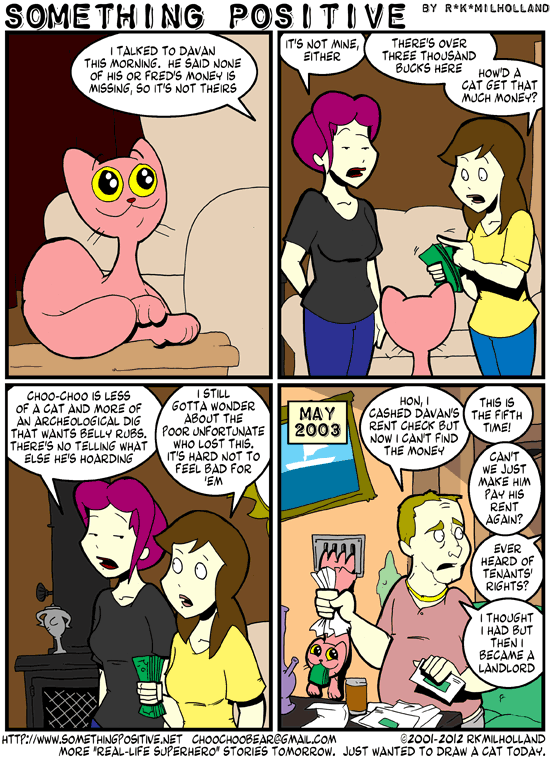 SOMETHING POSITIVE BY R*K*MILHOLLAND
I TALKED TO DAVAN
THIS MORNING. HE SAID NONE
OF HIS OR FRED'S MONEY IS
MISSING, SO IT'S NOT THEIRS
IT'S NOT MINE,
EITHER
THERE'S OVER
THREE THOUSAND
BUCKS HERE
HOW'D A
CAT GET THAT
MUCH MONEY?
CHOO-CHOO IS LESS
OF A CAT AND MORE OF
AN ARCHEOLOGICAL DIG
THAT WANTS BELLY RUBS.
THERE'S NO TELLING WHAT
ELSE HE'S HOARDING
I STILL
GOTTA WONDER
ABOUT THE
POOR UNFORTUNATE
WHO LOST THIS.
IT'S HARD NOT TO
FEEL BAD FOR
'EM
MAY
2003
HON, I
CASHED DAVAN'S
RENT CHECK BUT
NOW I CAN'T FIND
THE MONEY
THIS IS
THE FIFTH
TIME!
CAN'T
WE JUST
MAKE HIM
PAY HIS
RENT
AGAIN?
EVER
HEARD OF
TENANTS'
RIGHTS?
I THOUGHT
I HAD BUT
THEN I
BECAME A
LANDLORD
HTTP://WWW.SOMETHINGPOSITIVE.NET CHOOCHOOBEAR@GMAIL.COM ©2001-2012 RKMILHOLLAND
MORE "REAL-LIFE SUPERHERO" STORIES TOMORROW. JUST WANTED TO DRAW A CAT TODAY.